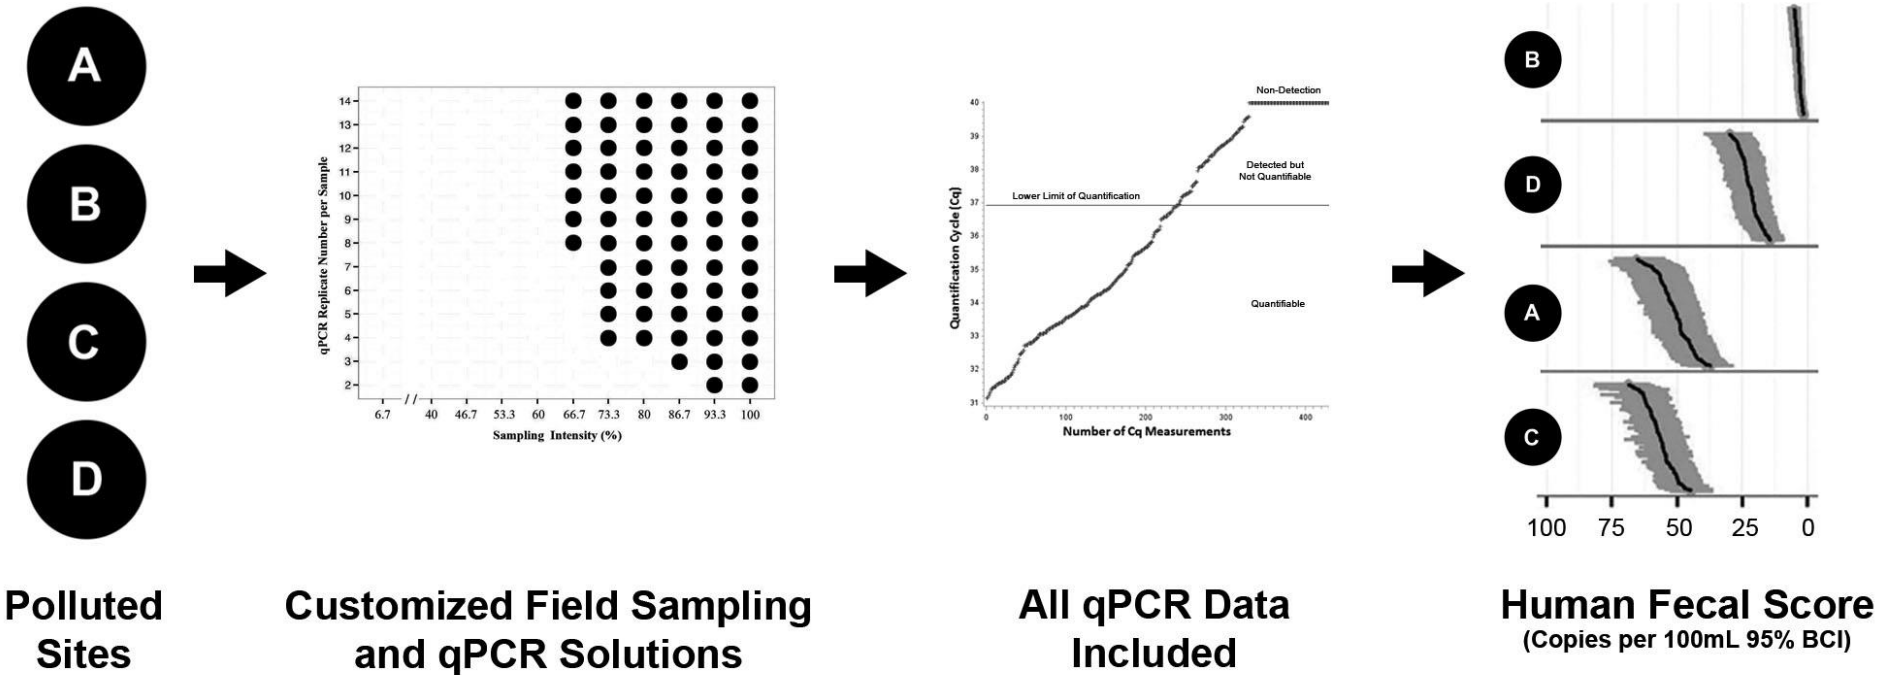 A
B
C
D
Polluted
Sites
qPCR Replicate Number per Sample
14
13
12
11
10
9
8
7
6
5
4
3
2
6.7 // 40 46.7 53.3 60 66.7 73.3 80 86.7 93.3 100
Sampling Intensity (%)
Customized Field Sampling
and qPCR Solutions
Quantification Cycle (Cq)
40
39
38
37
36
35
34
33
32
31
Non-Detection
Detected but
Not Quantifiable
Lower Limit of Quantification
Quantifiable
0 100 200 300 400
Number of Cq Measurements
All qPCR Data
Included
B
D
A
C
100 75 50 25 0
Human Fecal Score
(Copies per 100mL 95% BCI)